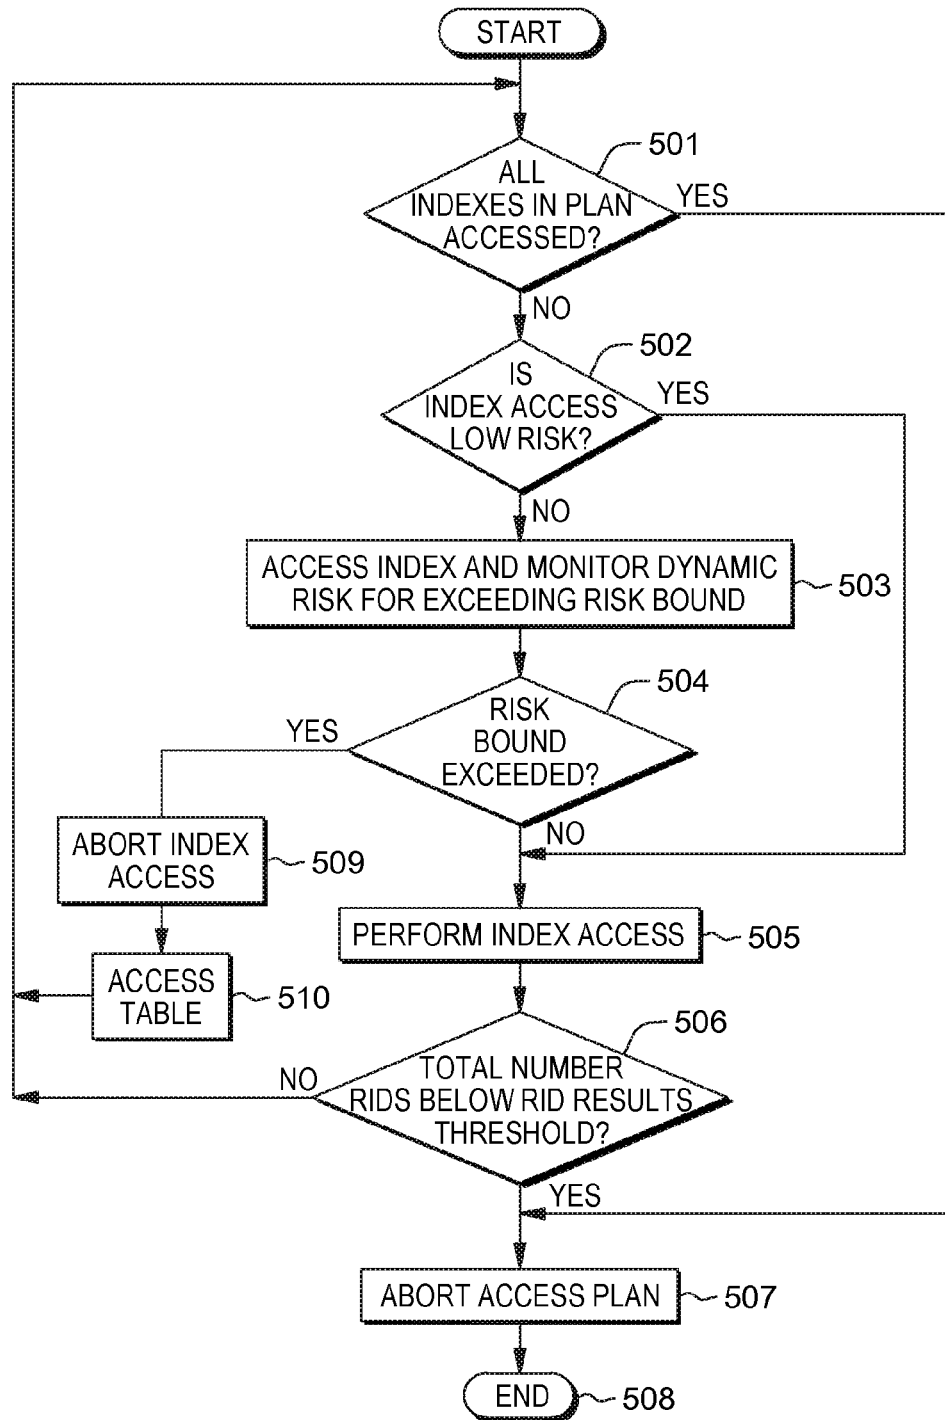 START
501
ALL
INDEXES IN PLAN
ACCESSED?
YES
NO
502
IS
INDEX ACCESS
LOW RISK?
YES
NO
ACCESS INDEX AND MONITOR DYNAMIC
RISK FOR EXCEEDING RISK BOUND
503
504
RISK
BOUND
EXCEEDED?
YES
NO
ABORT INDEX
ACCESS
509
PERFORM INDEX ACCESS
505
ACCESS
TABLE
510
506
TOTAL NUMBER
RIDS BELOW RID RESULTS
THRESHOLD?
NO
YES
ABORT ACCESS PLAN
507
END
508